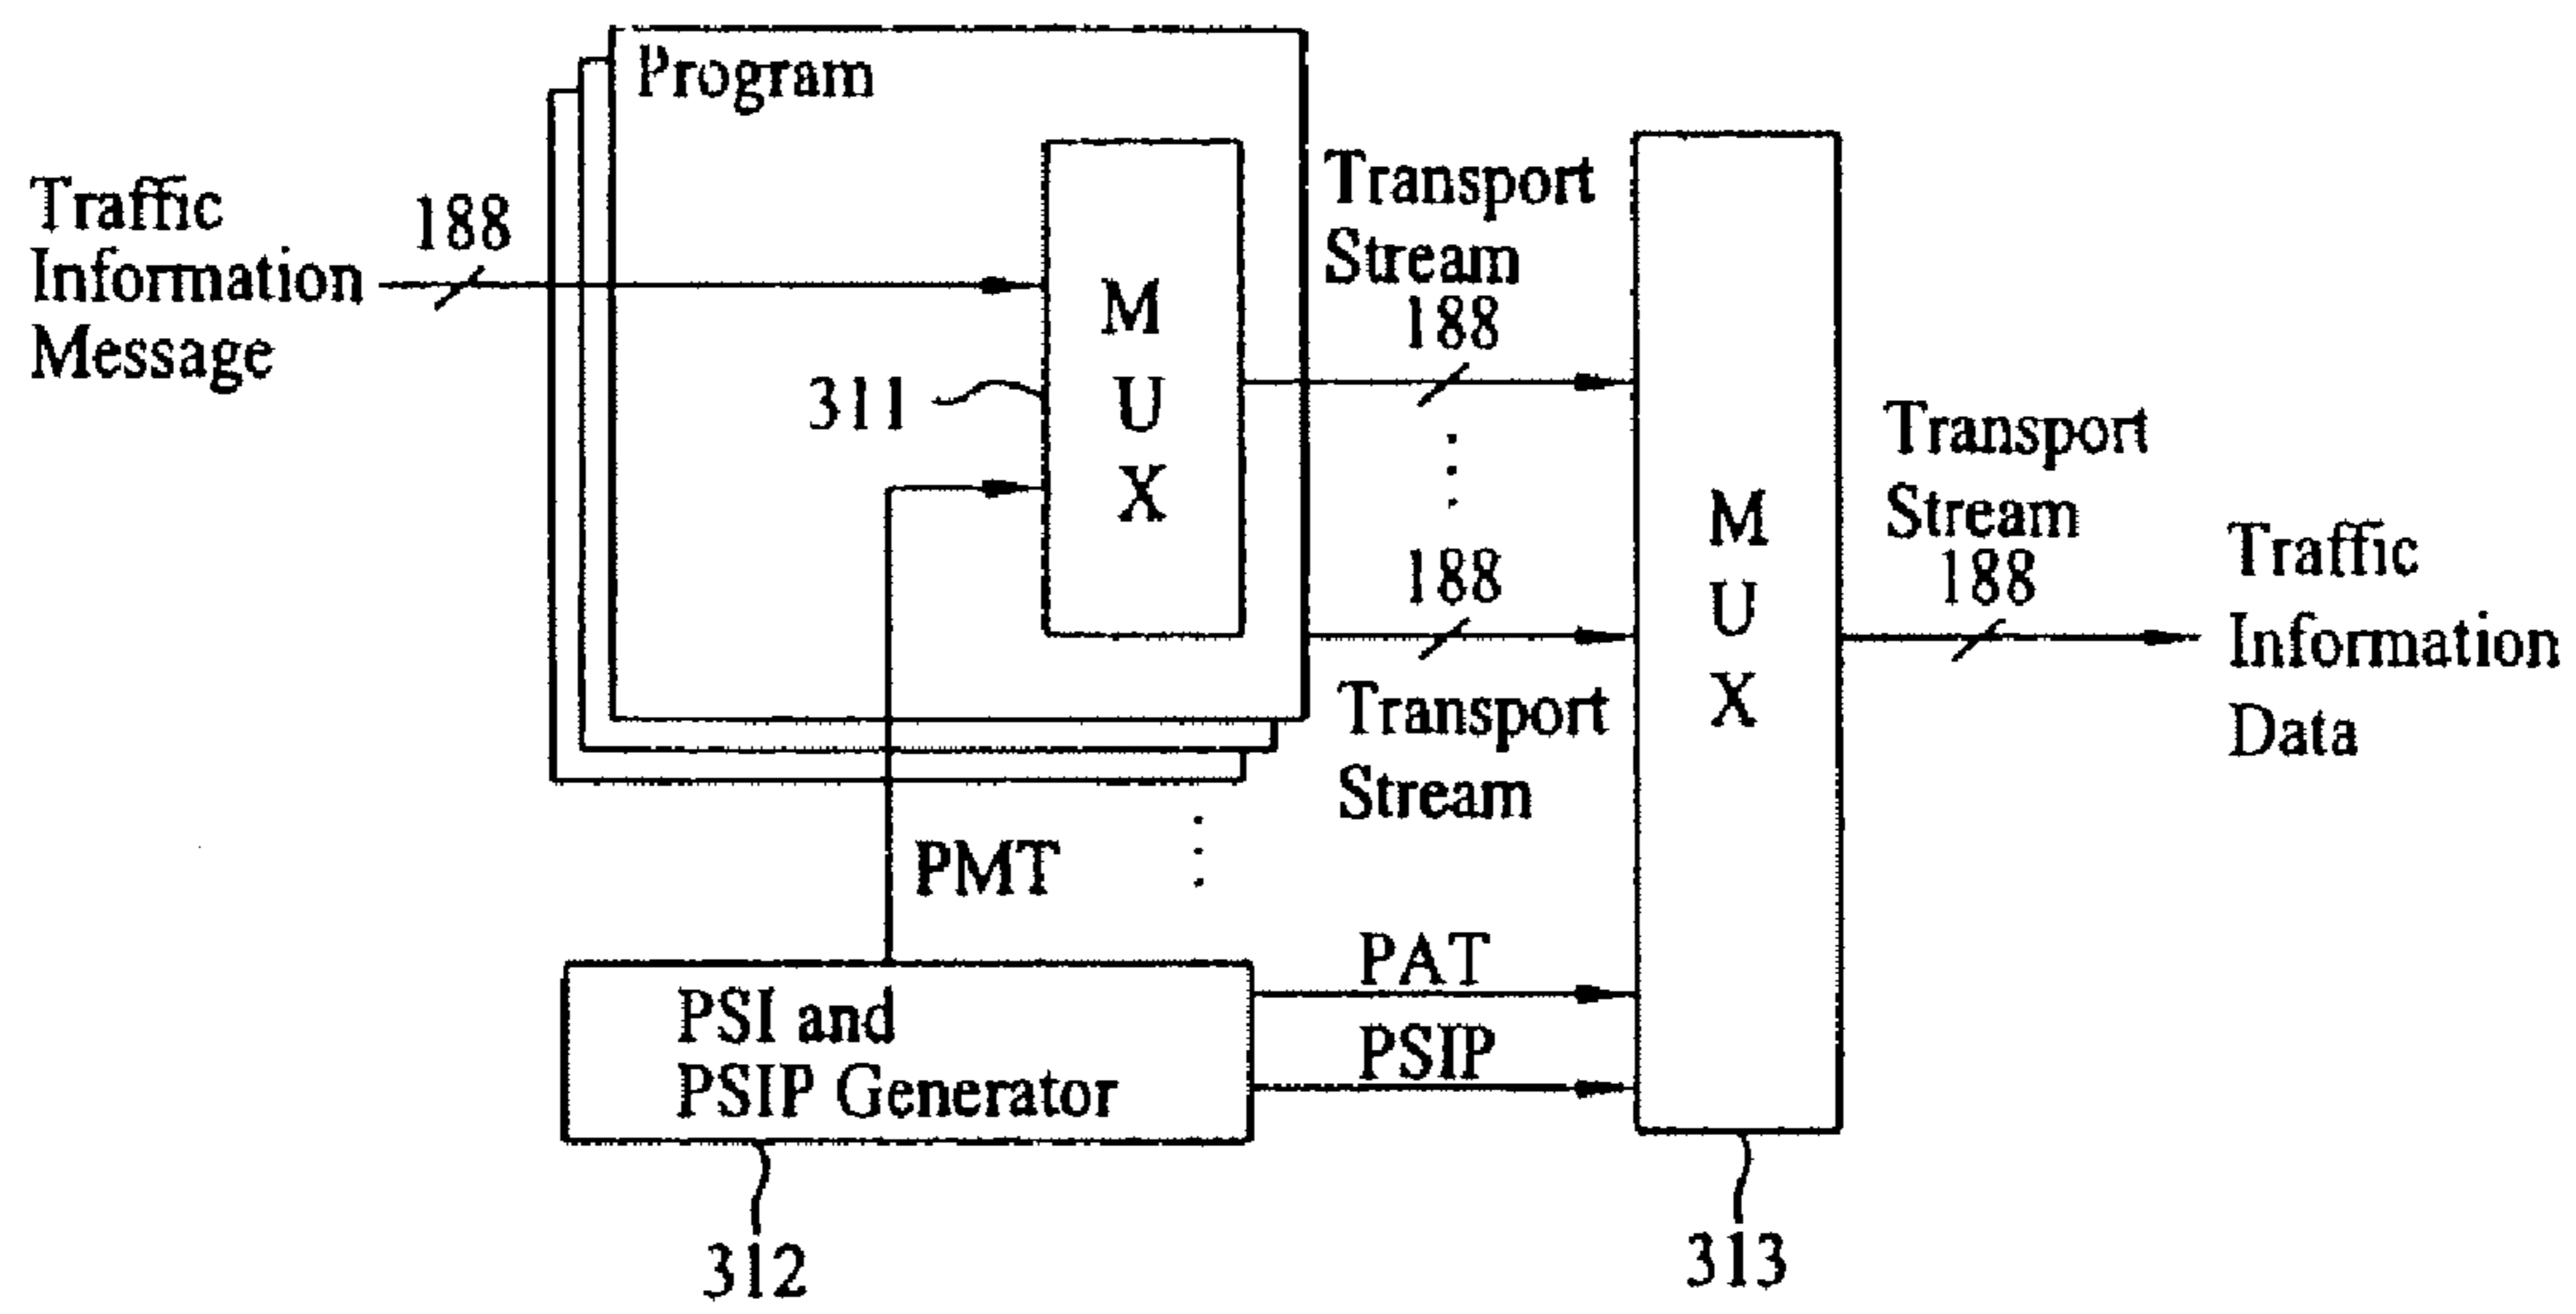 Program
Traffic
Information
Message
188
M
U
X
311
Transport
Stream
188
188
Transport
Stream
M
U
X
Transport
Stream
188
Traffic
Information
Data
PMT
PSI and
PSIP Generator
PAT
PSIP
312
313